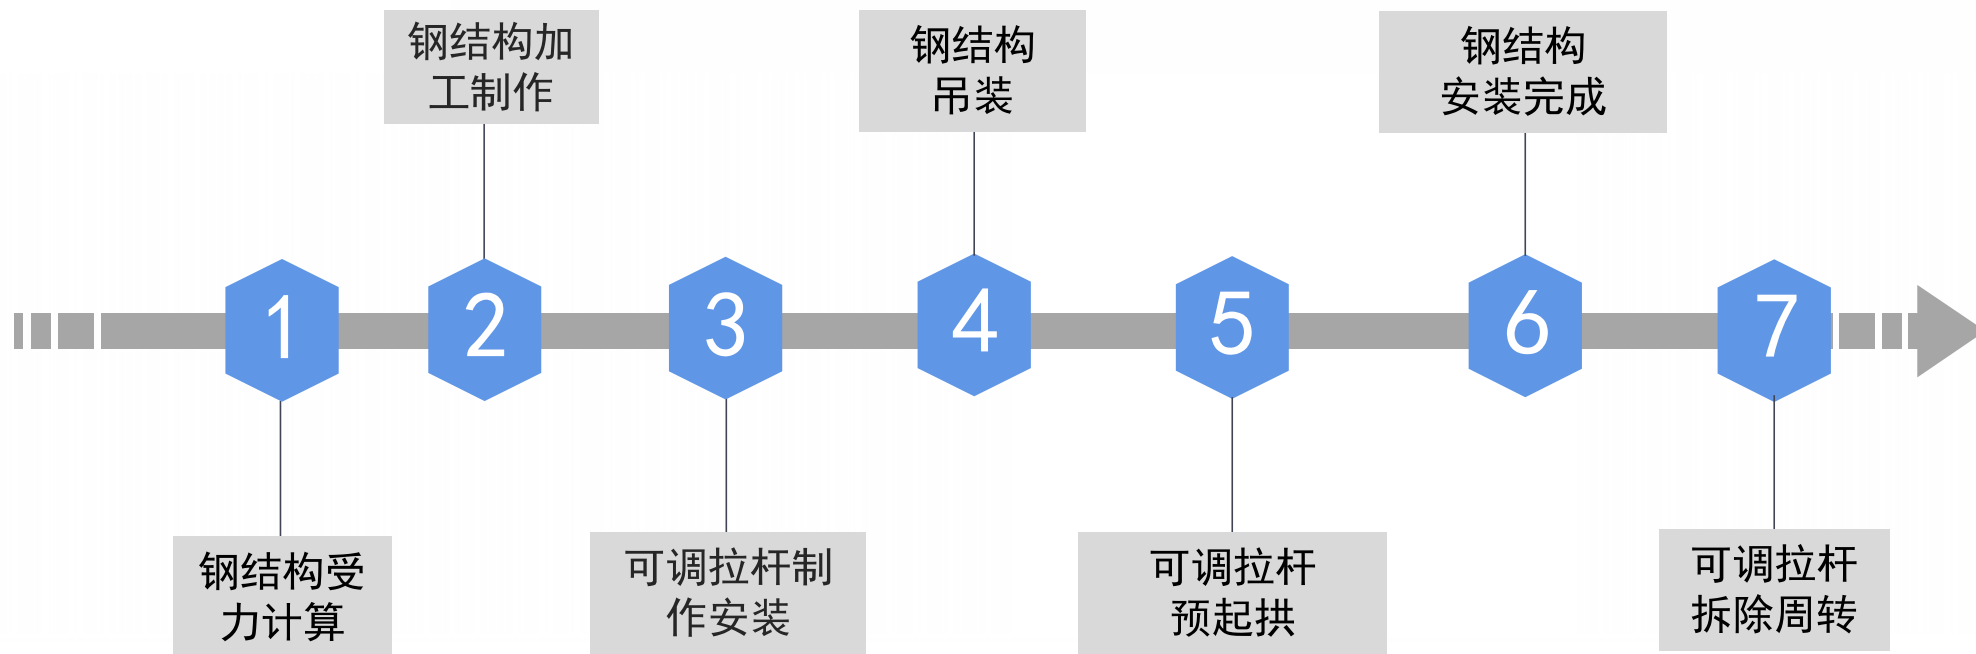 钢结构加
工制作
钢结构
吊装
钢结构
安装完成
1
2
3
4
5
6
7
钢结构受
力计算
可调拉杆制
作安装
可调拉杆
预起拱
可调拉杆
拆除周转